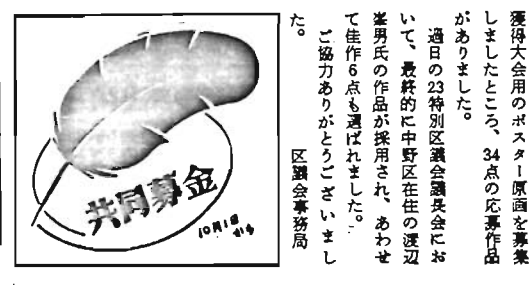 獲得大会用のポスター原画を募集
しましたところ、34点の応募作品
がありました。
過日の23特別区議会議長会にお
いて、最終的に中野区在住の渡辺
峯男氏の作品が採用され、あわせ
て佳作6点も選ばれました。
ご協力ありがとうございまし
た。
区議会事務局
共同募金
10月1日